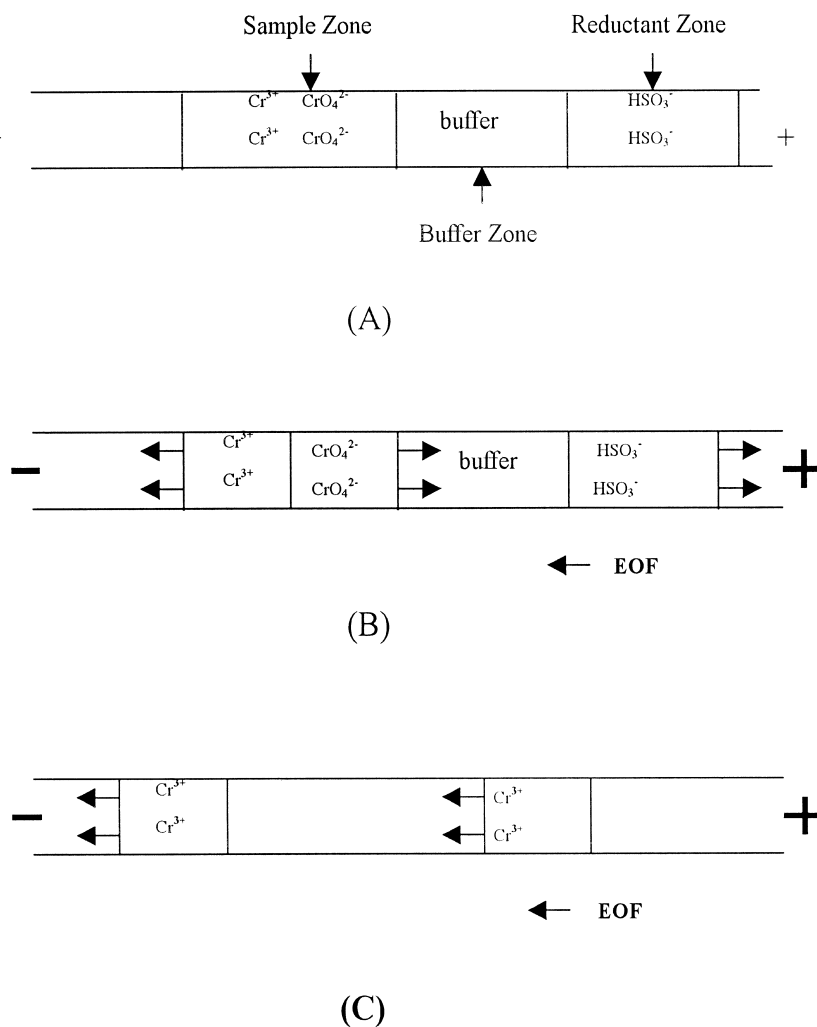 Sample Zone Reductant Zone
Cr³⁺ CrO₄²⁻ buffer HSO₃⁻
Cr³⁺ CrO₄²⁻ HSO₃⁻
- +
Buffer Zone
(A)
Cr³⁺ CrO₄²⁻ buffer HSO₃⁻
- +
Cr³⁺ CrO₄²⁻ HSO₃⁻
EOF
(B)
Cr³⁺ Cr³⁺
- +
Cr³⁺ Cr³⁺
EOF
(C)